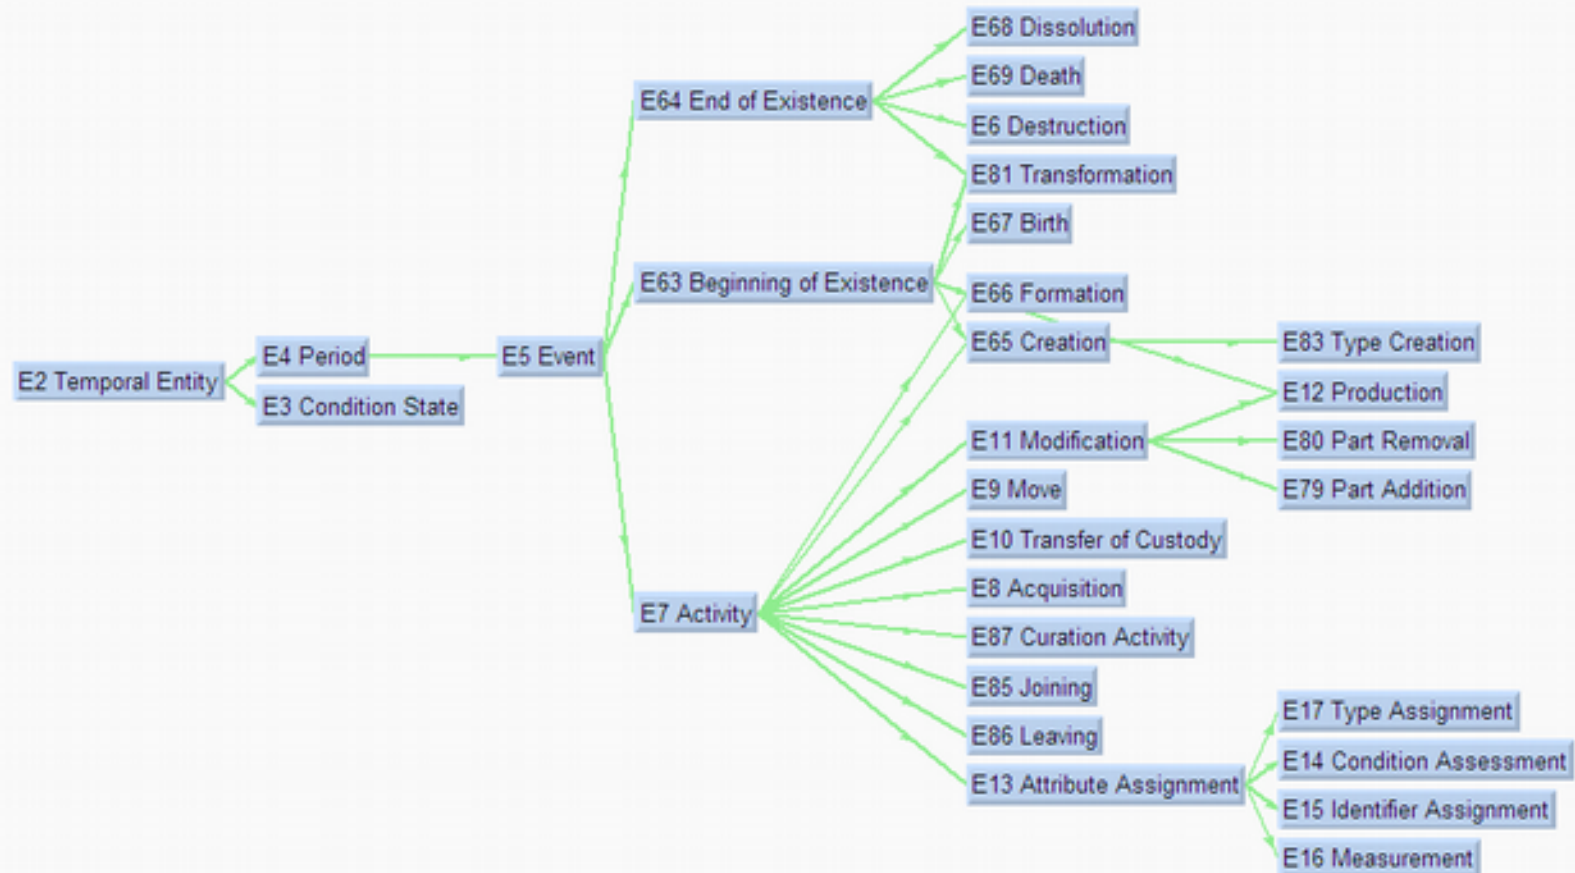 E68 Dissolution
E69 Death
E64 End of Existence
E6 Destruction
E81 Transformation
E67 Birth
E63 Beginning of Existence
E66 Formation
E65 Creation
E83 Type Creation
E4 Period
E5 Event
E2 Temporal Entity
E3 Condition State
E12 Production
E11 Modification
E80 Part Removal
E9 Move
E79 Part Addition
E10 Transfer of Custody
E8 Acquisition
E7 Activity
E87 Curation Activity
E85 Joining
E86 Leaving
E17 Type Assignment
E14 Condition Assessment
E13 Attribute Assignment
E15 Identifier Assignment
E16 Measurement